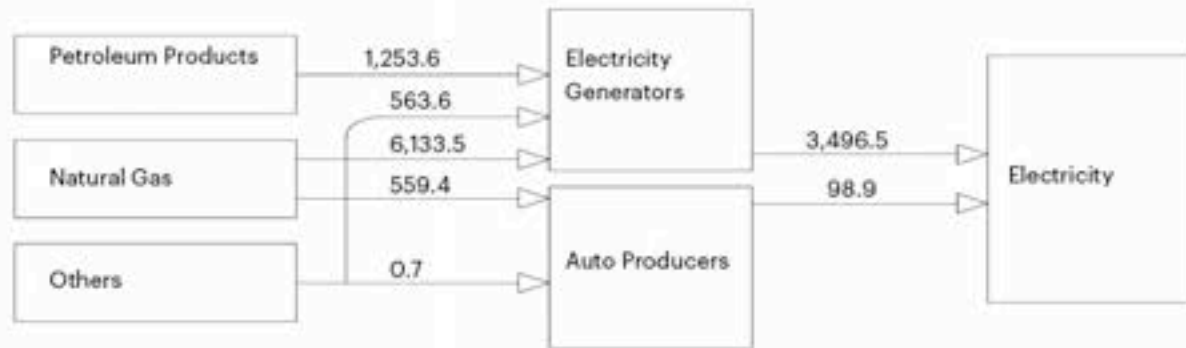 Petroleum Products
1,253.6
Electricity
Generators
563.6
Natural Gas
6,133.5
559.4
3,496.5
98.9
Electricity
Others
0.7
Auto Producers